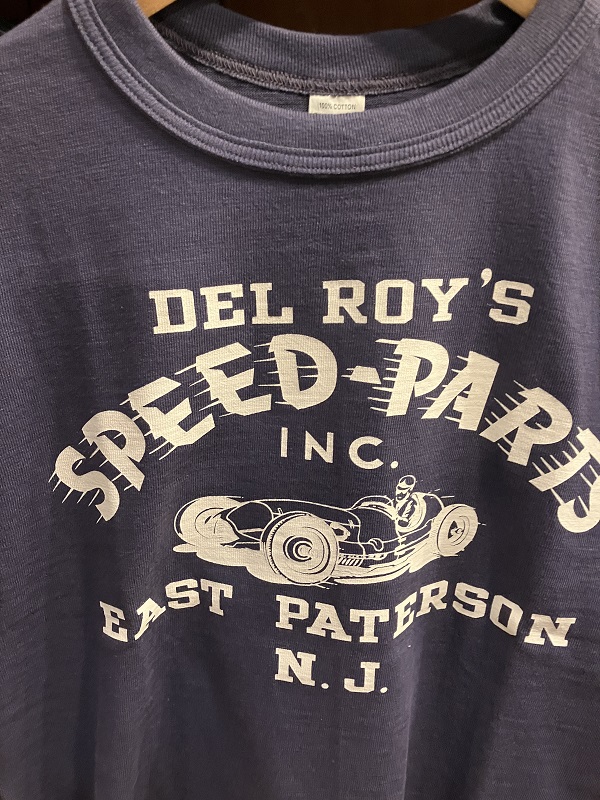 100% COTTON
DEL ROY'S
SPEED-PARTS
INC.
EAST PATERSON
N.J.